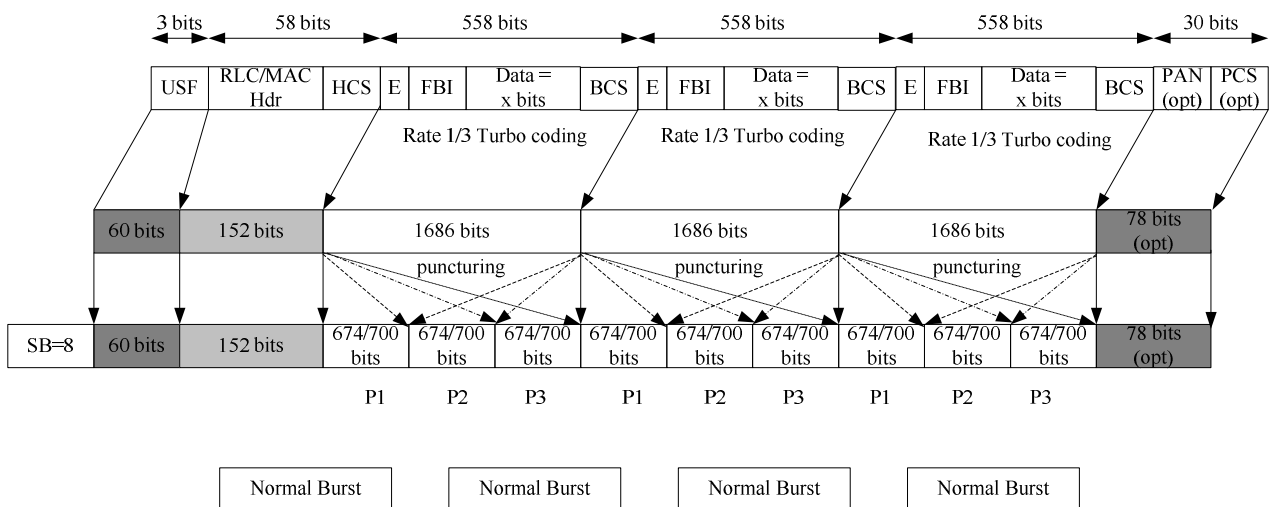 3 bits 58 bits 558 bits 558 bits 558 bits 30 bits
USF RLC/MAC Hdr HCS E FBI Data = x bits BCS E FBI Data = x bits BCS E FBI Data = x bits BCS PAN (opt) PCS (opt)
Rate 1/3 Turbo coding Rate 1/3 Turbo coding Rate 1/3 Turbo coding
60 bits 152 bits 1686 bits 1686 bits 1686 bits 78 bits (opt)
puncturing puncturing puncturing
SB=8 60 bits 152 bits 674/700 bits 674/700 bits 674/700 bits 674/700 bits 674/700 bits 674/700 bits 674/700 bits 674/700 bits 674/700 bits 78 bits (opt)
P1 P2 P3 P1 P2 P3 P1 P2 P3
Normal Burst Normal Burst Normal Burst Normal Burst